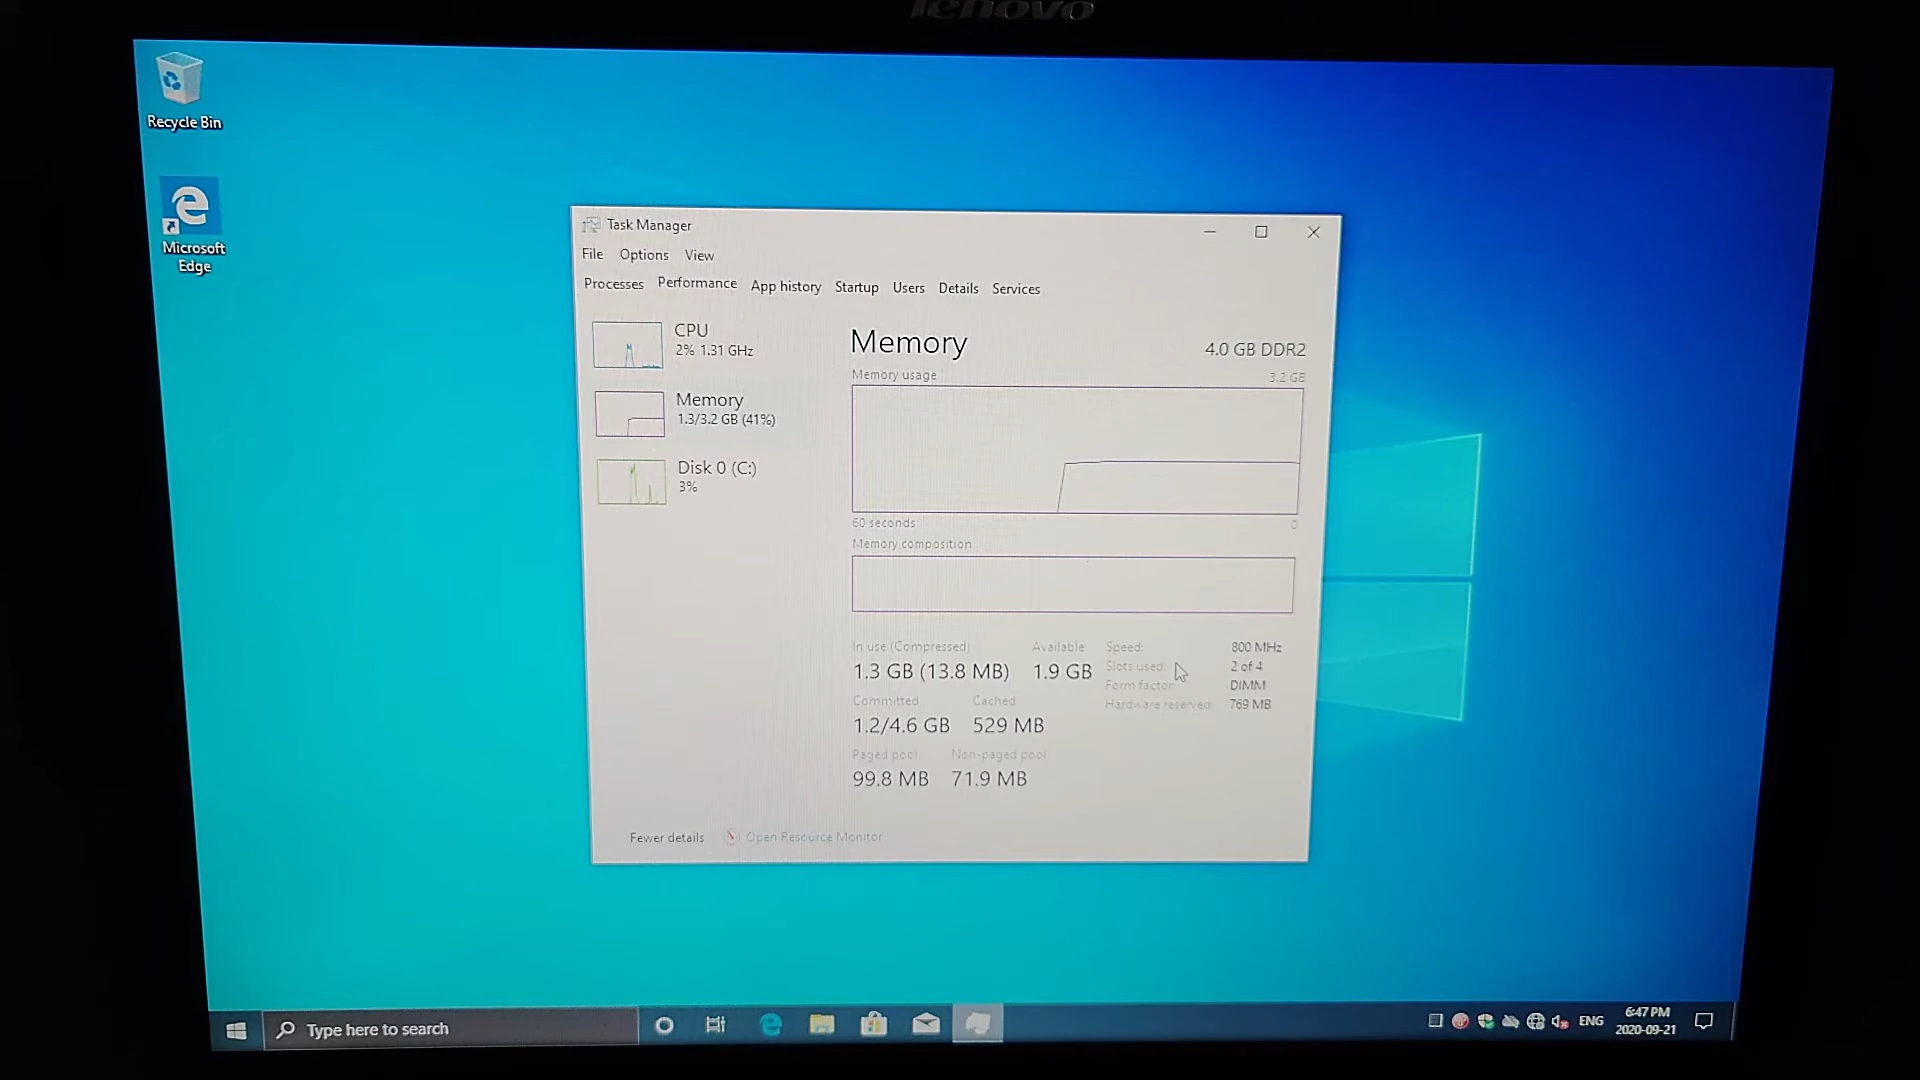 lenovo
Recycle Bin
Microsoft
Edge
Task Manager
File Options View
Processes Performance App history Startup Users Details Services
CPU
2% 1.31 GHz
Memory
1.3/3.2 GB (41%)
Disk 0 (C:)
3%
Memory
4.0 GB DDR2
Memory usage
3.2 GB
60 seconds
0
Memory composition
In use (Compressed)
1.3 GB (13.8 MB)
Available
1.9 GB
Committed
1.2/4.6 GB
Cached
529 MB
Paged pool
99.8 MB
Non-paged pool
71.9 MB
Speed: 800 MHz
Slots used: 2 of 4
Form factor: DIMM
Hardware reserved: 769 MB
Fewer details Open Resource Monitor
Type here to search
ENG
6:47 PM
2020-09-21